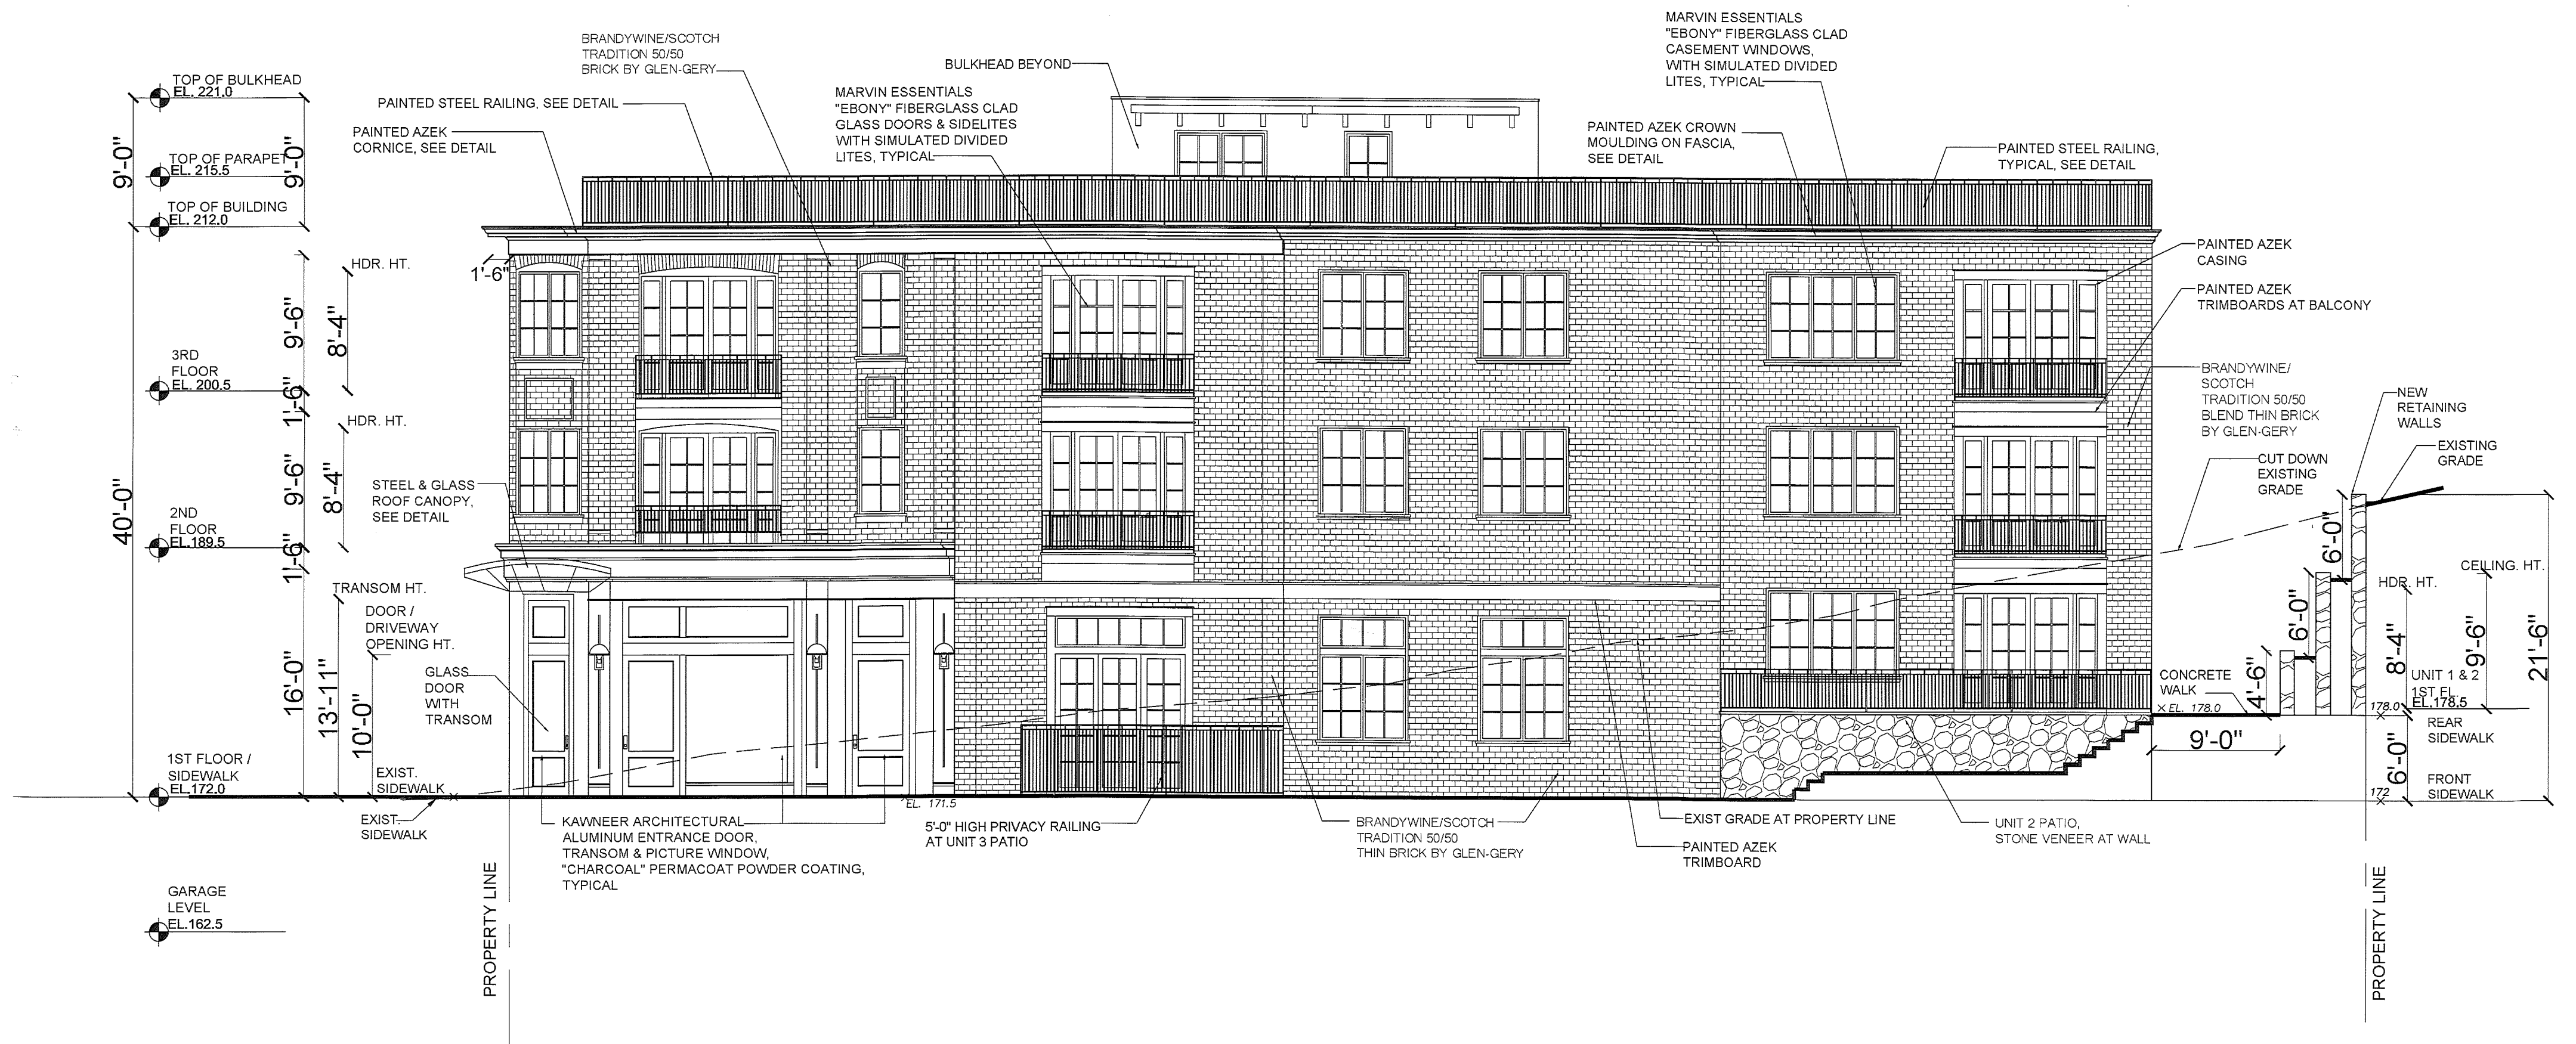 TOP OF BULKHEAD
EL. 221.0
TOP OF PARAPET
EL. 215.5
TOP OF BUILDING
EL. 212.0
3RD
FLOOR
EL. 200.5
2ND
FLOOR
EL.189.5
1ST FLOOR /
SIDEWALK
EL.172.0
GARAGE
LEVEL
EL.162.5
9'-0"
40'-0"
9'-0"
9'-6"
1'-6"
9'-6"
1'-6"
16'-0"
HDR. HT.
8'-4"
HDR. HT.
8'-4"
TRANSOM HT.
13'-11"
DOOR /
DRIVEWAY
OPENING HT.
10'-0"
1'-6"
BRANDYWINE/SCOTCH
TRADITION 50/50
BRICK BY GLEN-GERY
PAINTED STEEL RAILING, SEE DETAIL
PAINTED AZEK
CORNICE, SEE DETAIL
MARVIN ESSENTIALS
"EBONY" FIBERGLASS CLAD
GLASS DOORS & SIDELITES
WITH SIMULATED DIVIDED
LITES, TYPICAL
BULKHEAD BEYOND
MARVIN ESSENTIALS
"EBONY" FIBERGLASS CLAD
CASEMENT WINDOWS,
WITH SIMULATED DIVIDED
LITES, TYPICAL
PAINTED AZEK CROWN
MOULDING ON FASCIA,
SEE DETAIL
PAINTED STEEL RAILING,
TYPICAL, SEE DETAIL
PAINTED AZEK
CASING
PAINTED AZEK
TRIMBOARDS AT BALCONY
BRANDYWINE/
SCOTCH
TRADITION 50/50
BLEND THIN BRICK
BY GLEN-GERY
NEW
RETAINING
WALLS
EXISTING
GRADE
CUT DOWN
EXISTING
GRADE
STEEL & GLASS
ROOF CANOPY,
SEE DETAIL
GLASS
DOOR
WITH
TRANSOM
EXIST.
SIDEWALK
EXIST.
SIDEWALK
KAWNEER ARCHITECTURAL
ALUMINUM ENTRANCE DOOR,
TRANSOM & PICTURE WINDOW,
"CHARCOAL" PERMACOAT POWDER COATING,
TYPICAL
EL. 171.5
5'-0" HIGH PRIVACY RAILING
AT UNIT 3 PATIO
BRANDYWINE/SCOTCH
TRADITION 50/50
THIN BRICK BY GLEN-GERY
EXIST GRADE AT PROPERTY LINE
PAINTED AZEK
TRIMBOARD
UNIT 2 PATIO,
STONE VENEER AT WALL
CONCRETE
WALK
EL. 178.0
9'-0"
4'-6"
6'-0"
6'-0"
HDR. HT.
8'-4"
CEILING. HT.
9'-6"
21'-6"
UNIT 1 & 2
1ST FL.
EL.178.5
178.0
REAR
SIDEWALK
6'-0"
FRONT
SIDEWALK
172
PROPERTY LINE
PROPERTY LINE